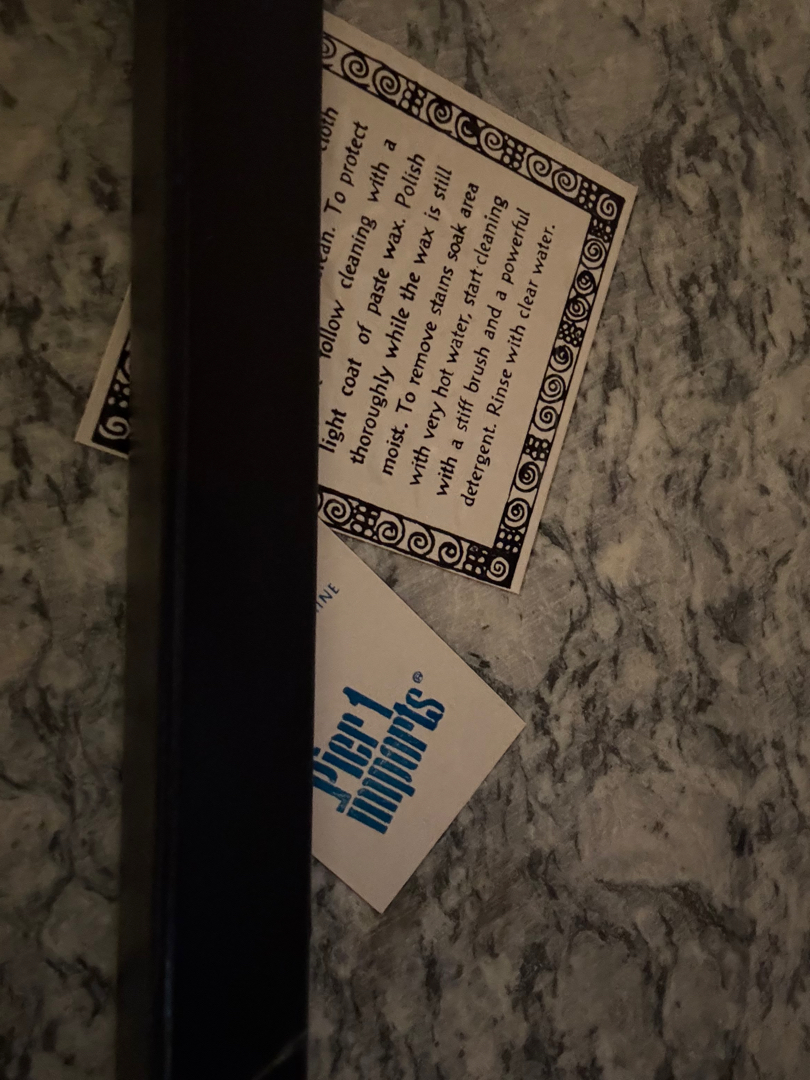 cloth
To protect
follow cleaning with a
light coat of paste wax. Polish
thoroughly while the wax is still
moist. To remove stains soak area
with very hot water, start cleaning
with a stiff brush and a powerful
detergent. Rinse with clear water.
Pier 1
imports®